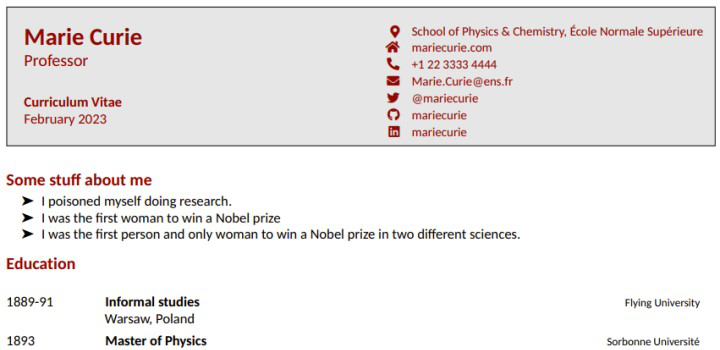 Marie Curie
Professor
Curriculum Vitae
February 2023
School of Physics & Chemistry, École Normale Supérieure
mariecurie.com
+1 22 3333 4444
Marie.Curie@ens.fr
@mariecurie
mariecurie
mariecurie
Some stuff about me
➤ I poisoned myself doing research.
➤ I was the first woman to win a Nobel prize
➤ I was the first person and only woman to win a Nobel prize in two different sciences.
Education
1889-91 Informal studies Flying University
Warsaw, Poland
1893 Master of Physics Sorbonne Université